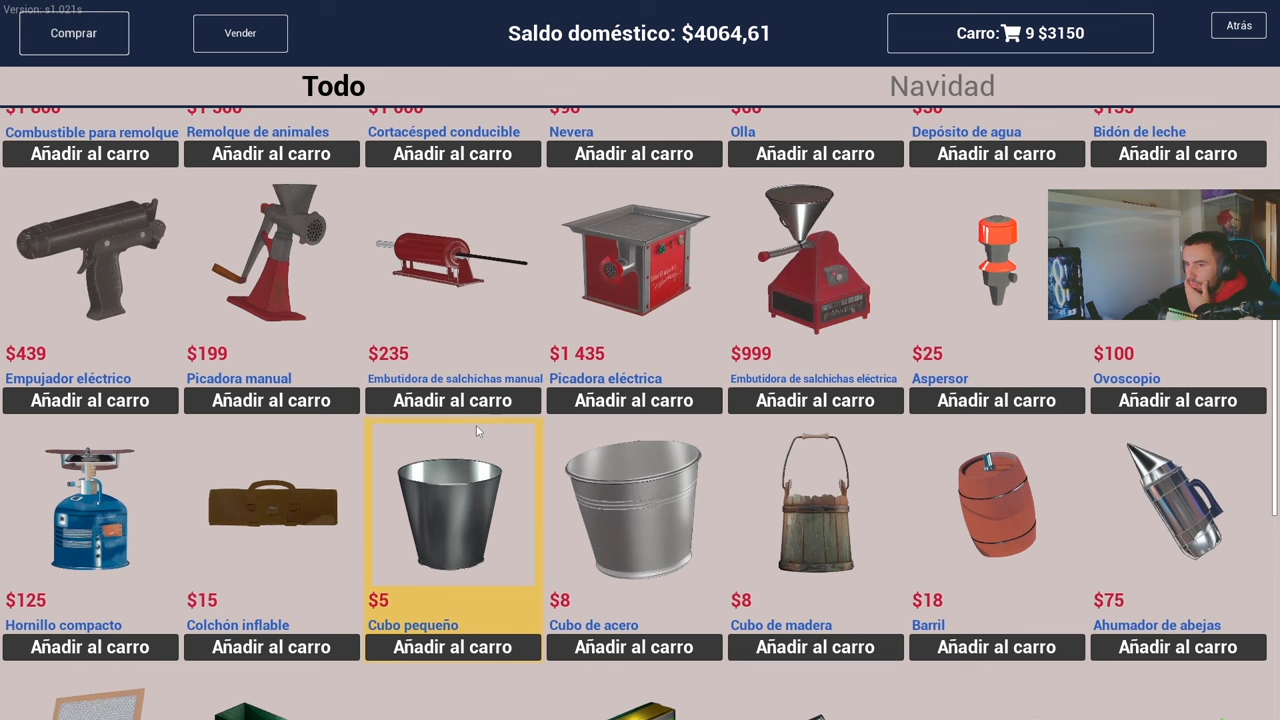 Version: s1.021s
Comprar
Vender
Saldo doméstico: $4064,61
Carro: 9 $3150
Atrás
Todo
Navidad
Combustible para remolque
Remolque de animales
Cortacésped conducible
Nevera
Olla
Depósito de agua
Bidón de leche
Añadir al carro
Añadir al carro
Añadir al carro
Añadir al carro
Añadir al carro
Añadir al carro
Añadir al carro
$439
$199
$235
$1 435
$999
$25
$100
Empujador eléctrico
Picadora manual
Embutidora de salchichas manual
Picadora eléctrica
Embutidora de salchichas eléctrica
Aspersor
Ovoscopio
Añadir al carro
Añadir al carro
Añadir al carro
Añadir al carro
Añadir al carro
Añadir al carro
Añadir al carro
$125
$15
$5
$8
$8
$18
$75
Hornillo compacto
Colchón inflable
Cubo pequeño
Cubo de acero
Cubo de madera
Barril
Ahumador de abejas
Añadir al carro
Añadir al carro
Añadir al carro
Añadir al carro
Añadir al carro
Añadir al carro
Añadir al carro